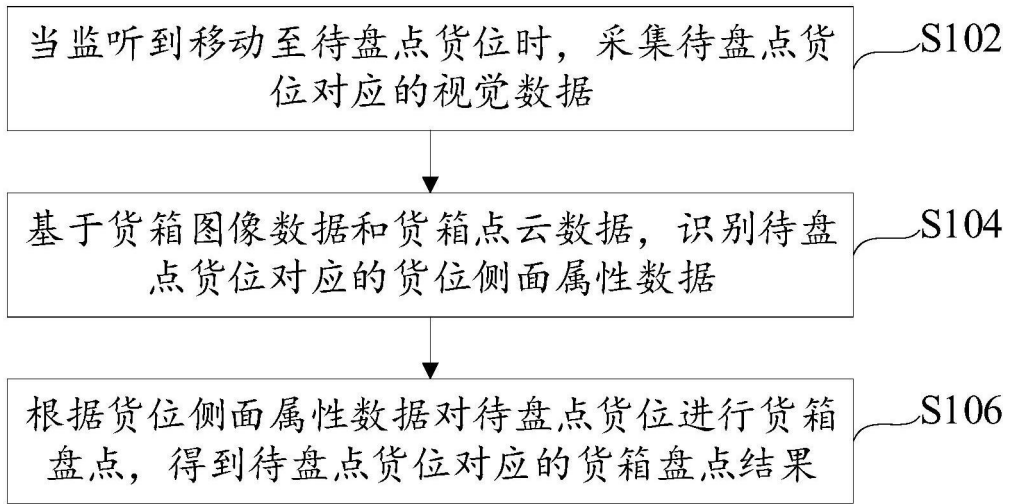 当监听到移动至待盘点货位时，采集待盘点货
位对应的视觉数据
S102
基于货箱图像数据和货箱点云数据，识别待盘
点货位对应的货位侧面属性数据
S104
根据货位侧面属性数据对待盘点货位进行货箱
盘点，得到待盘点货位对应的货箱盘点结果
S106